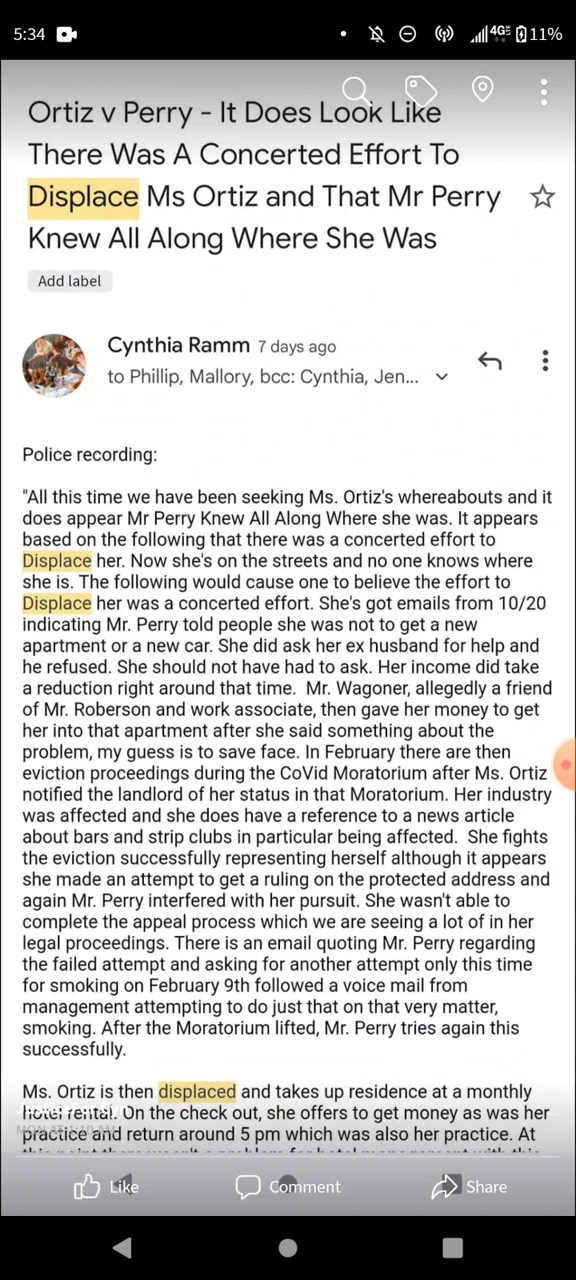 5:34
4G
11%
Ortiz v Perry - It Does Look Like
There Was A Concerted Effort To
Displace Ms Ortiz and That Mr Perry
Knew All Along Where She Was
Add label
Cynthia Ramm 7 days ago
to Phillip, Mallory, bcc: Cynthia, Jen...
Police recording:
"All this time we have been seeking Ms. Ortiz's whereabouts and it
does appear Mr Perry Knew All Along Where she was. It appears
based on the following that there was a concerted effort to
Displace her. Now she's on the streets and no one knows where
she is. The following would cause one to believe the effort to
Displace her was a concerted effort. She's got emails from 10/20
indicating Mr. Perry told people she was not to get a new
apartment or a new car. She did ask her ex husband for help and
he refused. She should not have had to ask. Her income did take
a reduction right around that time.  Mr. Wagoner, allegedly a friend
of Mr. Roberson and work associate, then gave her money to get
her into that apartment after she said something about the
problem, my guess is to save face. In February there are then
eviction proceedings during the CoVid Moratorium after Ms. Ortiz
notified the landlord of her status in that Moratorium. Her industry
was affected and she does have a reference to a news article
about bars and strip clubs in particular being affected.  She fights
the eviction successfully representing herself although it appears
she made an attempt to get a ruling on the protected address and
again Mr. Perry interfered with her pursuit. She wasn't able to
complete the appeal process which we are seeing a lot of in her
legal proceedings. There is an email quoting Mr. Perry regarding
the failed attempt and asking for another attempt only this time
for smoking on February 9th followed a voice mail from
management attempting to do just that on that very matter,
smoking. After the Moratorium lifted, Mr. Perry tries again this
successfully.
Ms. Ortiz is then displaced and takes up residence at a monthly
hotel rental. On the check out, she offers to get money as was her
practice and return around 5 pm which was also her practice. At
Like Comment Share